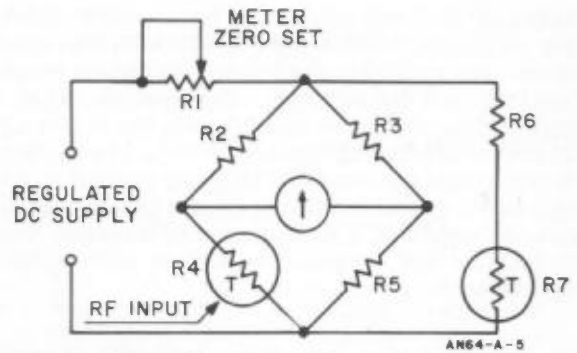 METER
ZERO SET
R1
R2
R3
R6
REGULATED
DC SUPPLY
R4
T
R5
T
R7
RF INPUT
AN64-A-5